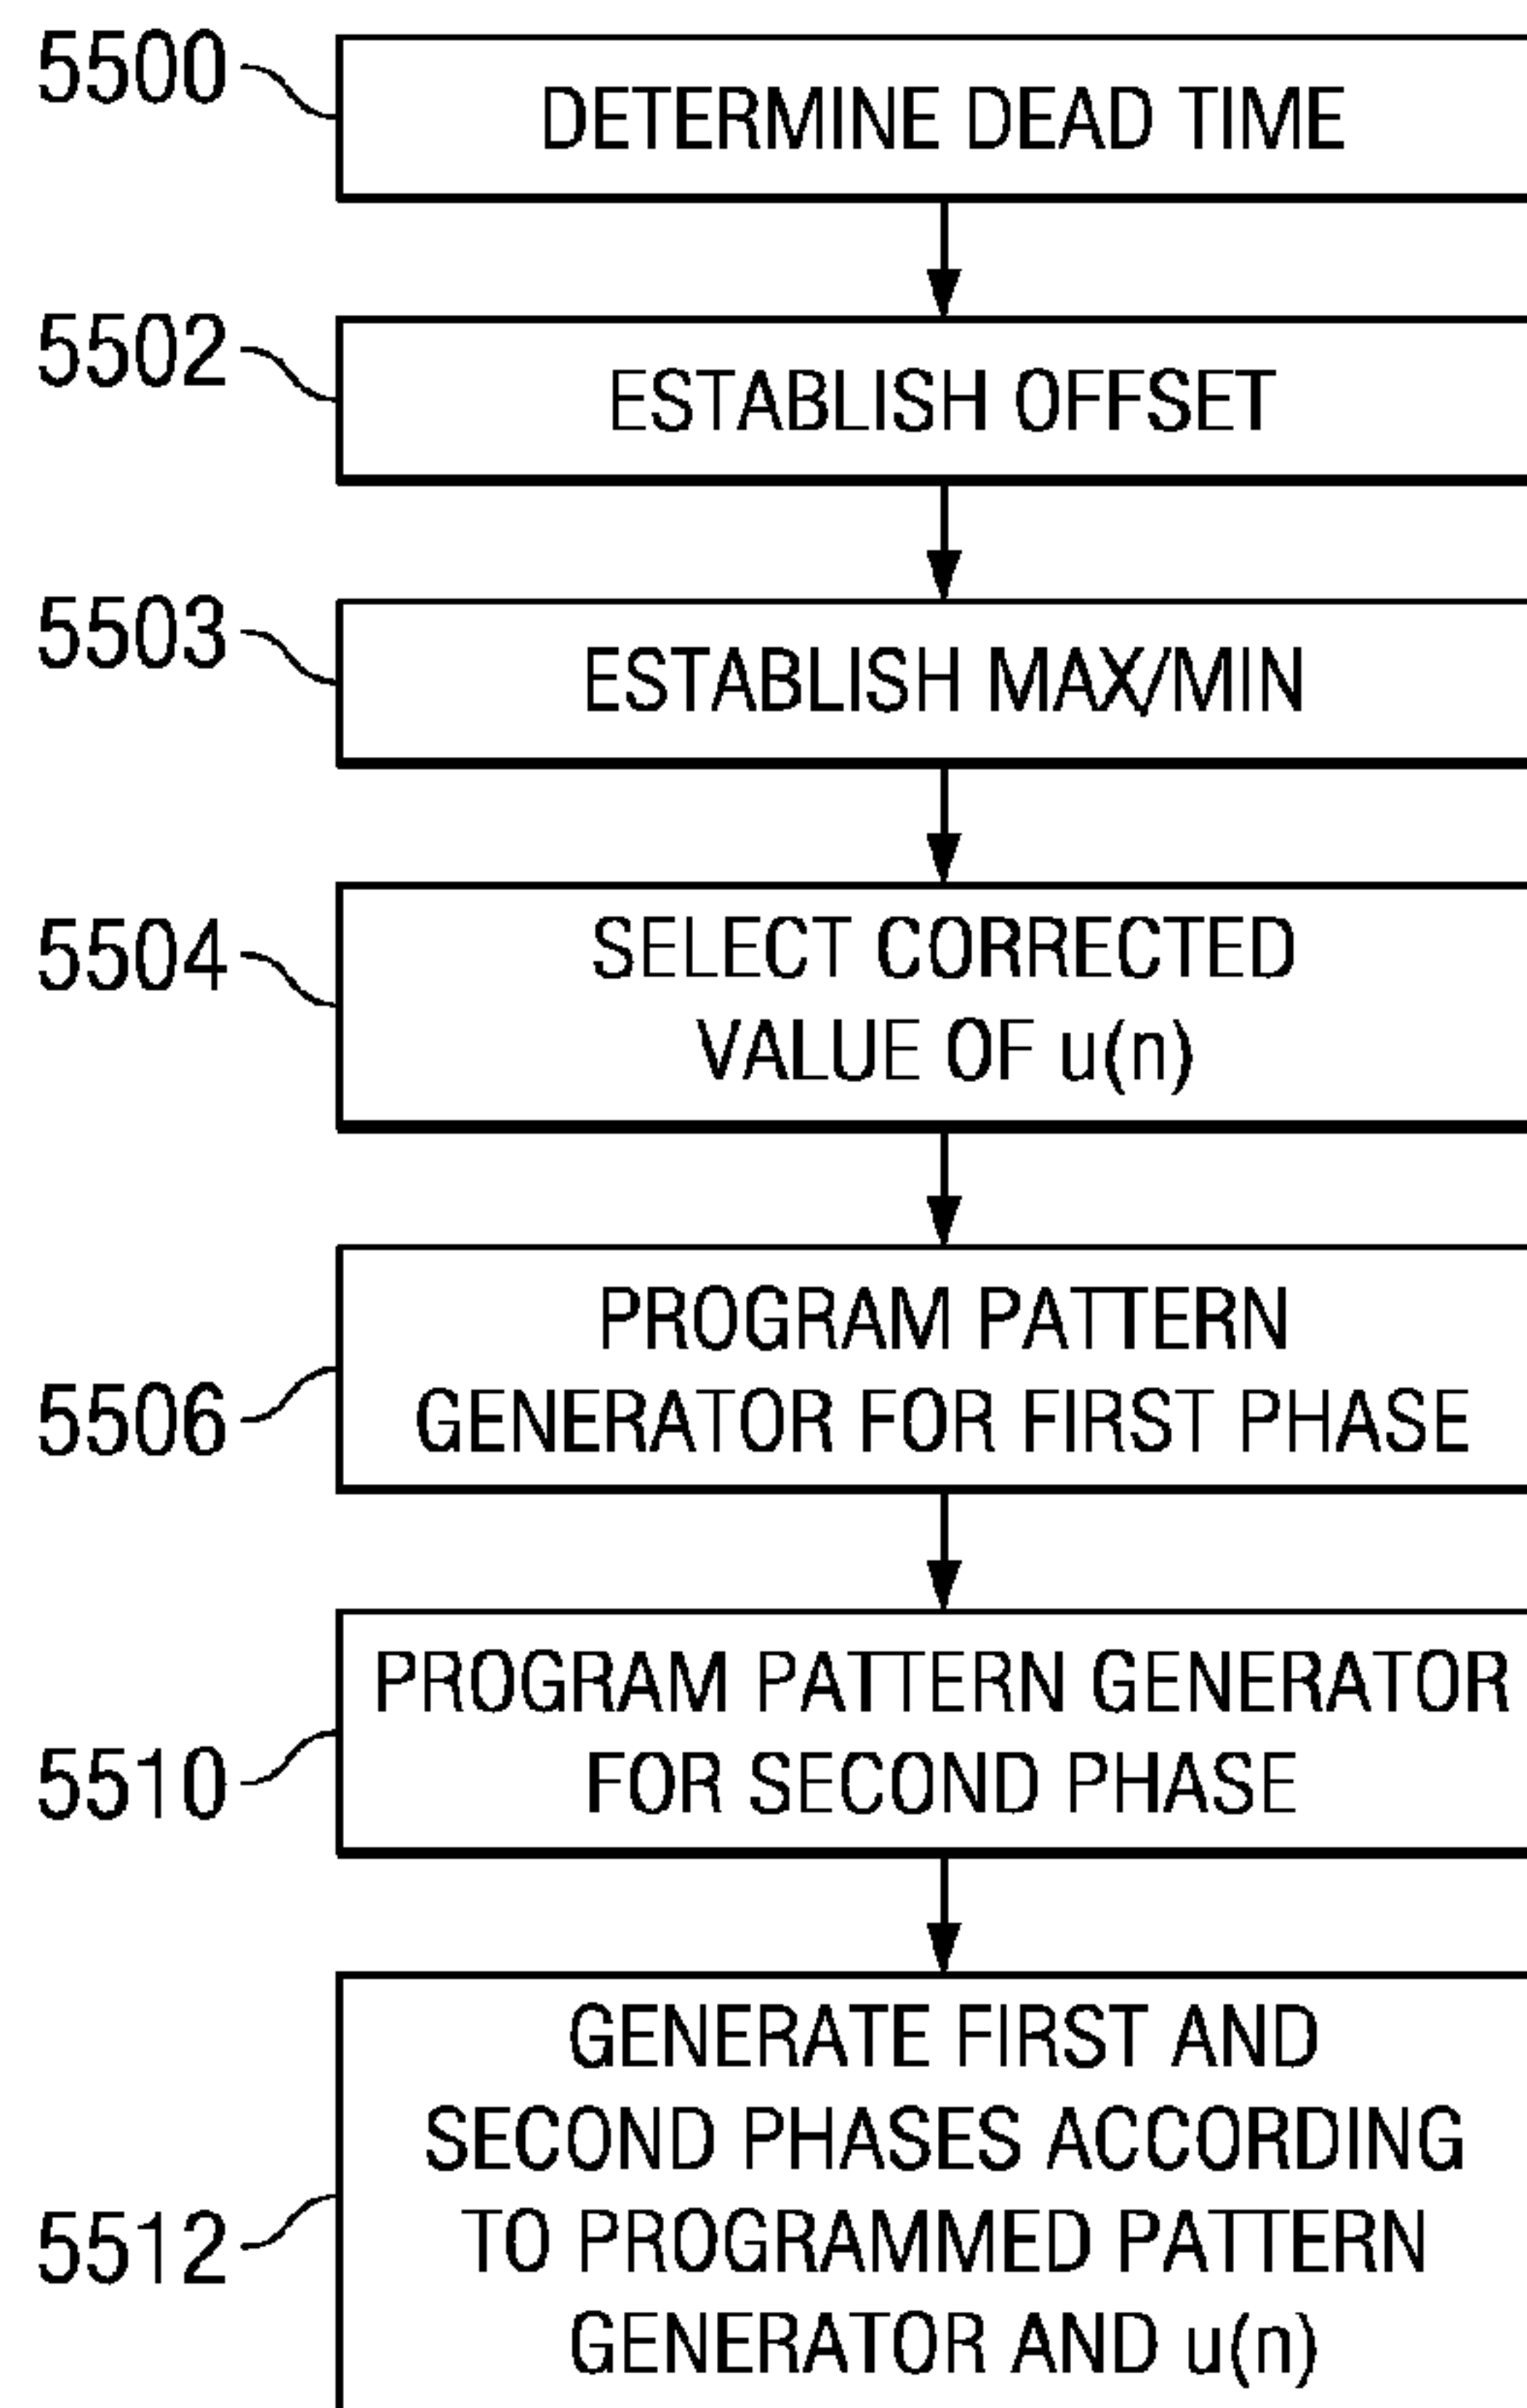 5500
DETERMINE DEAD TIME
5502
ESTABLISH OFFSET
5503
ESTABLISH MAX/MIN
5504
SELECT CORRECTED
VALUE OF u(n)
5506
PROGRAM PATTERN
GENERATOR FOR FIRST PHASE
5510
PROGRAM PATTERN GENERATOR
FOR SECOND PHASE
5512
GENERATE FIRST AND
SECOND PHASES ACCORDING
TO PROGRAMMED PATTERN
GENERATOR AND u(n)